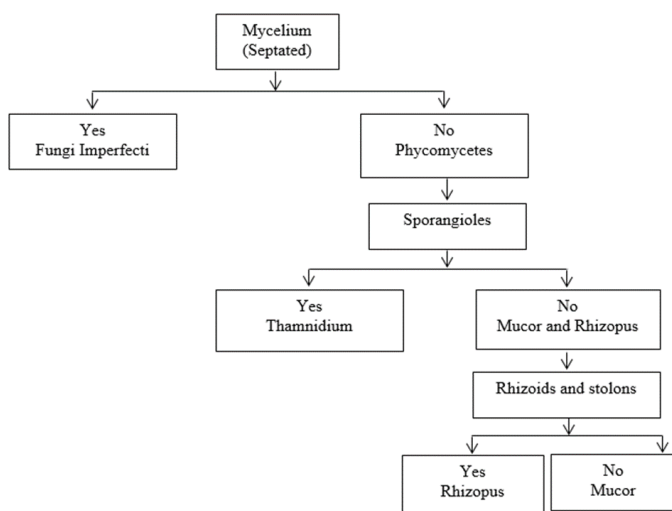 Mycelium
(Septated)
Yes
Fungi Imperfecti
No
Phycomycetes
Sporangioles
Yes
Thamnidium
No
Mucor and Rhizopus
Rhizoids and stolons
Yes
Rhizopus
No
Mucor